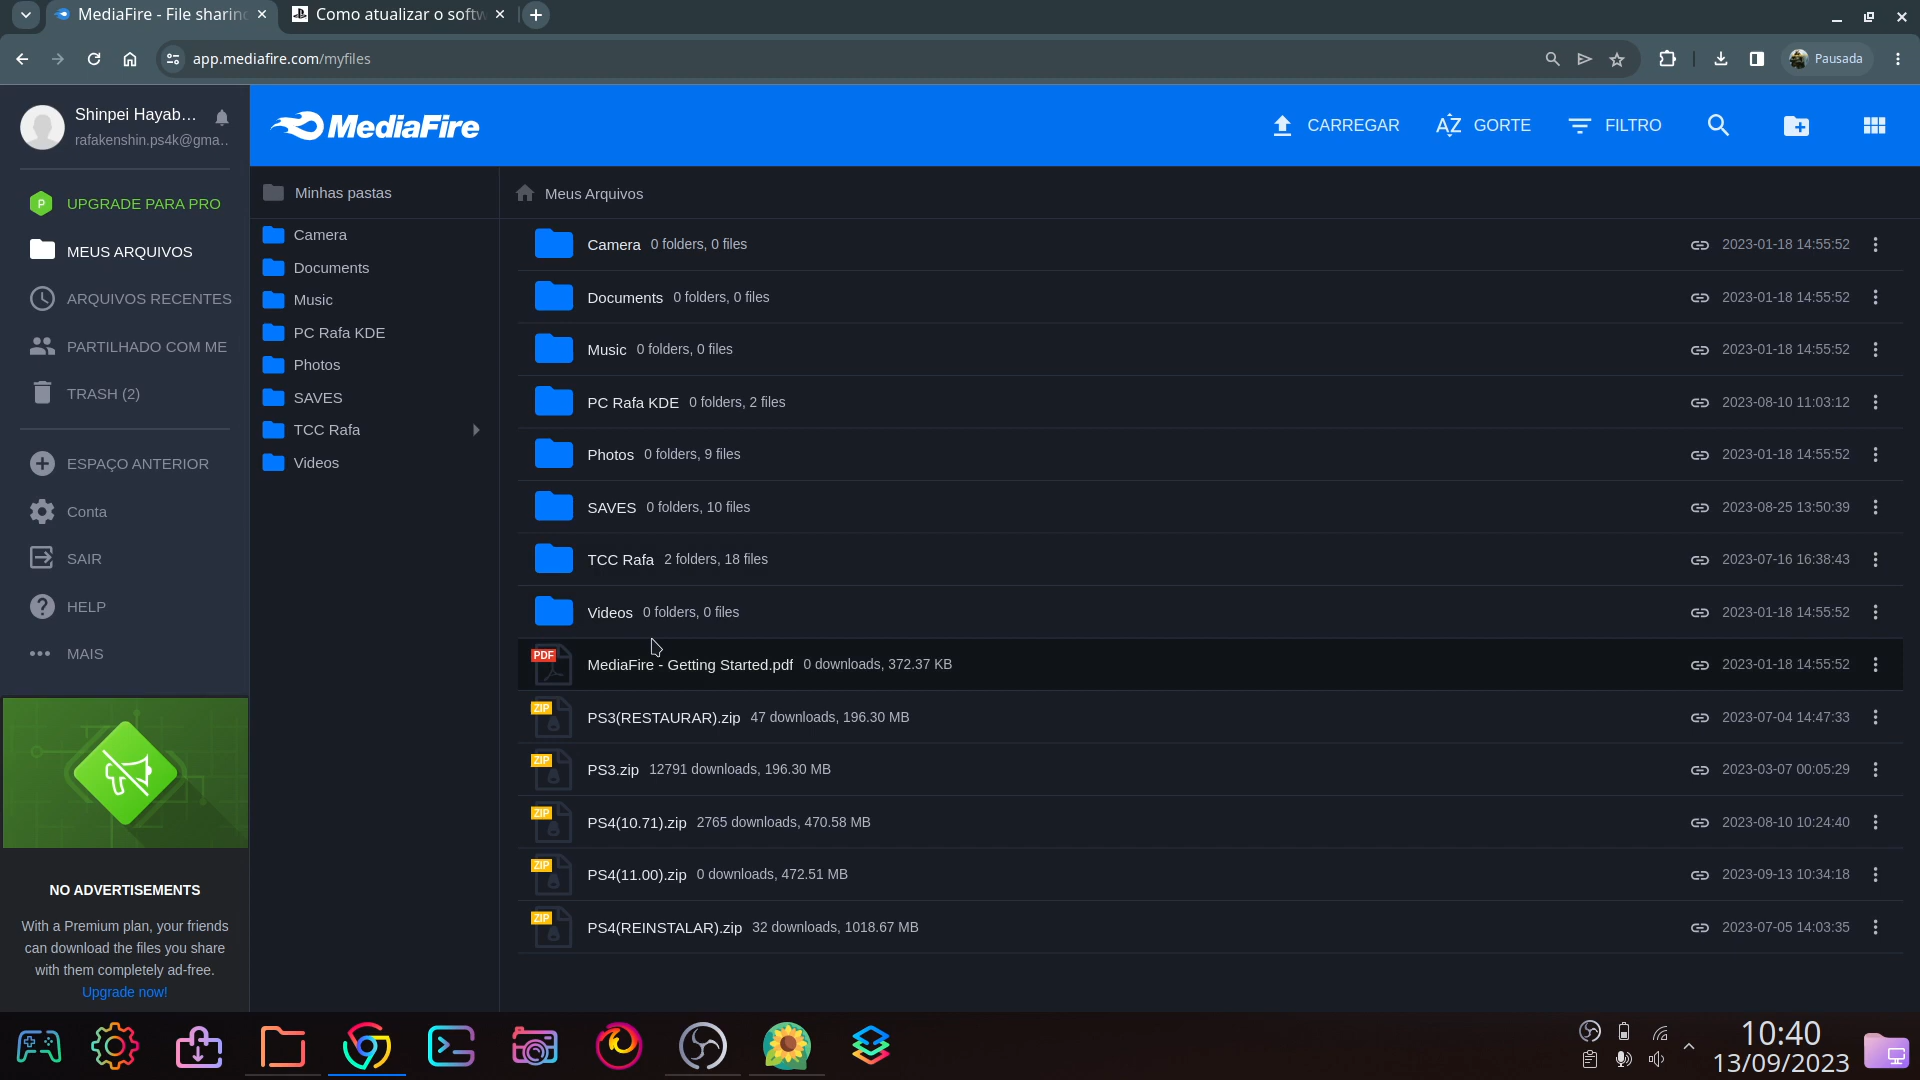 MediaFire - File sharin
Como atualizar o softw
app.mediafire.com/myfiles
Pausada
Shinpei Hayab...
rafakenshin.ps4k@gma..
UPGRADE PARA PRO
MEUS ARQUIVOS
ARQUIVOS RECENTES
PARTILHADO COM ME
TRASH (2)
ESPAÇO ANTERIOR
Conta
SAIR
HELP
MAIS
NO ADVERTISEMENTS
With a Premium plan, your friends
can download the files you share
with them completely ad-free.
Upgrade now!
MediaFire
CARREGAR
GORTE
FILTRO
Minhas pastas
Camera
Documents
Music
PC Rafa KDE
Photos
SAVES
TCC Rafa
Videos
Meus Arquivos
Camera 0 folders, 0 files 2023-01-18 14:55:52
Documents 0 folders, 0 files 2023-01-18 14:55:52
Music 0 folders, 0 files 2023-01-18 14:55:52
PC Rafa KDE 0 folders, 2 files 2023-08-10 11:03:12
Photos 0 folders, 9 files 2023-01-18 14:55:52
SAVES 0 folders, 10 files 2023-08-25 13:50:39
TCC Rafa 2 folders, 18 files 2023-07-16 16:38:43
Videos 0 folders, 0 files 2023-01-18 14:55:52
PDF MediaFire - Getting Started.pdf 0 downloads, 372.37 KB 2023-01-18 14:55:52
ZIP PS3(RESTAURAR).zip 47 downloads, 196.30 MB 2023-07-04 14:47:33
ZIP PS3.zip 12791 downloads, 196.30 MB 2023-03-07 00:05:29
ZIP PS4(10.71).zip 2765 downloads, 470.58 MB 2023-08-10 10:24:40
ZIP PS4(11.00).zip 0 downloads, 472.51 MB 2023-09-13 10:34:18
ZIP PS4(REINSTALAR).zip 32 downloads, 1018.67 MB 2023-07-05 14:03:35
10:40
13/09/2023